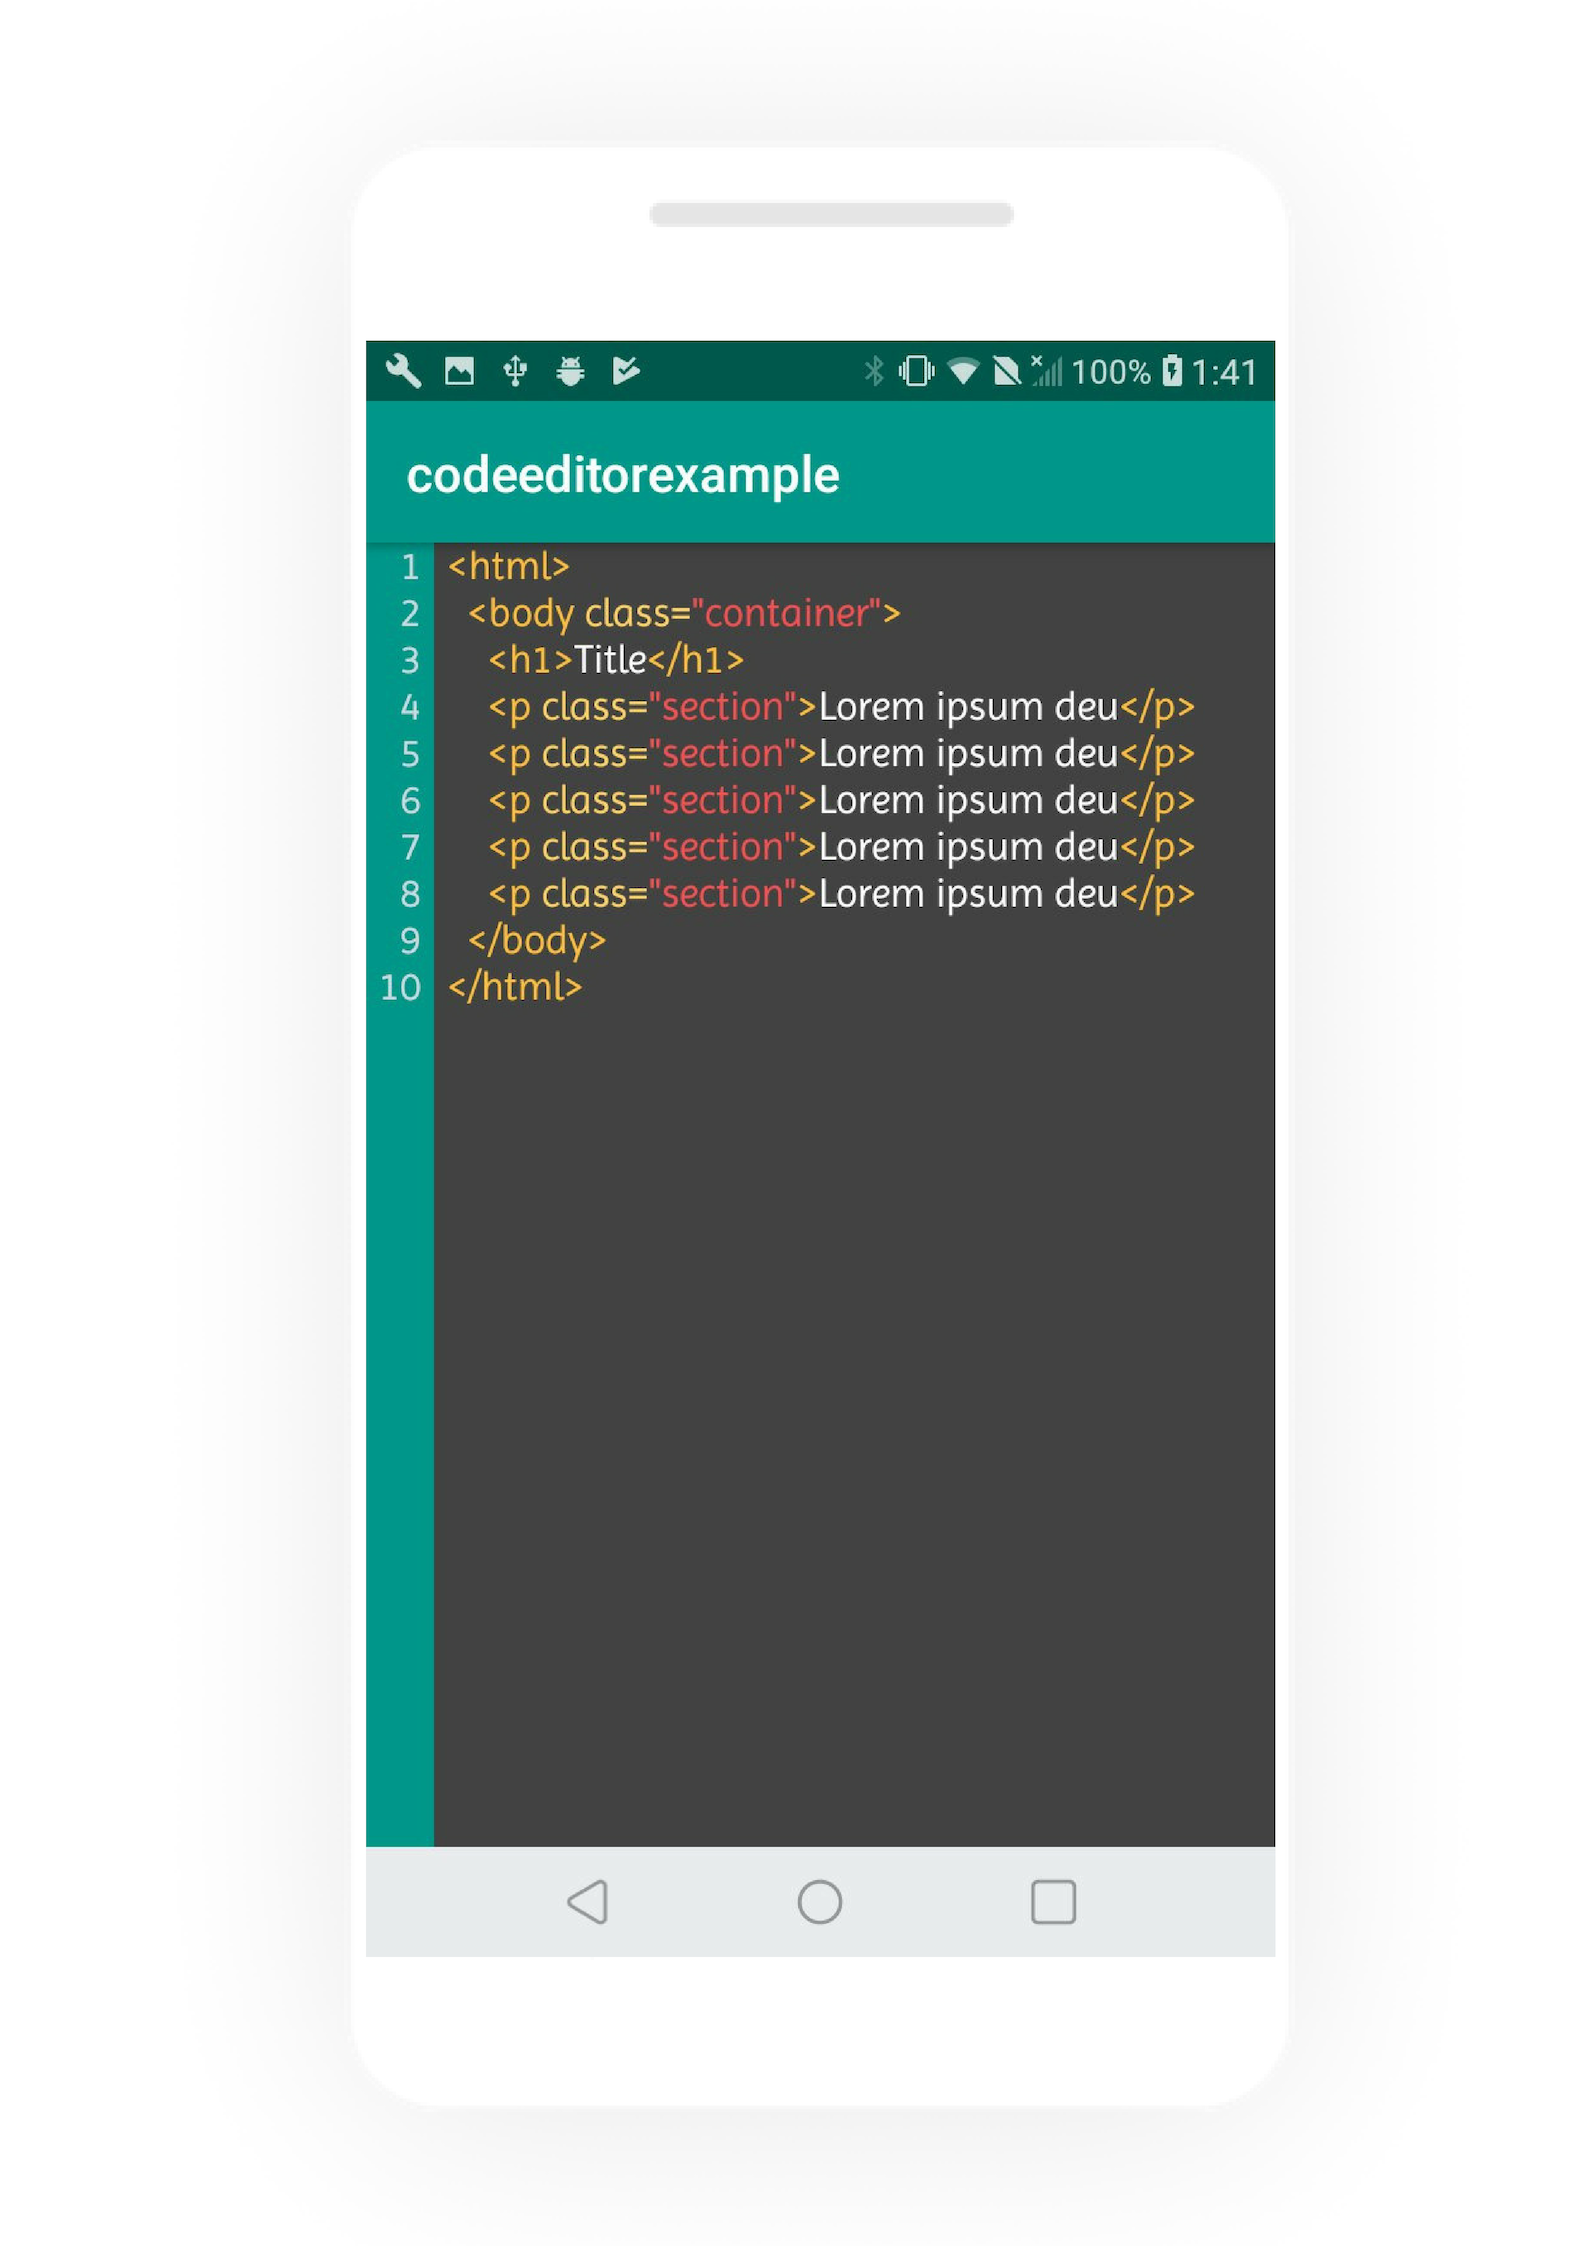 100% 1:41
codeeditorexample
1 <html>
2   <body class="container">
3     <h1>Title</h1>
4     <p class="section">Lorem ipsum deu</p>
5     <p class="section">Lorem ipsum deu</p>
6     <p class="section">Lorem ipsum deu</p>
7     <p class="section">Lorem ipsum deu</p>
8     <p class="section">Lorem ipsum deu</p>
9   </body>
10 </html>